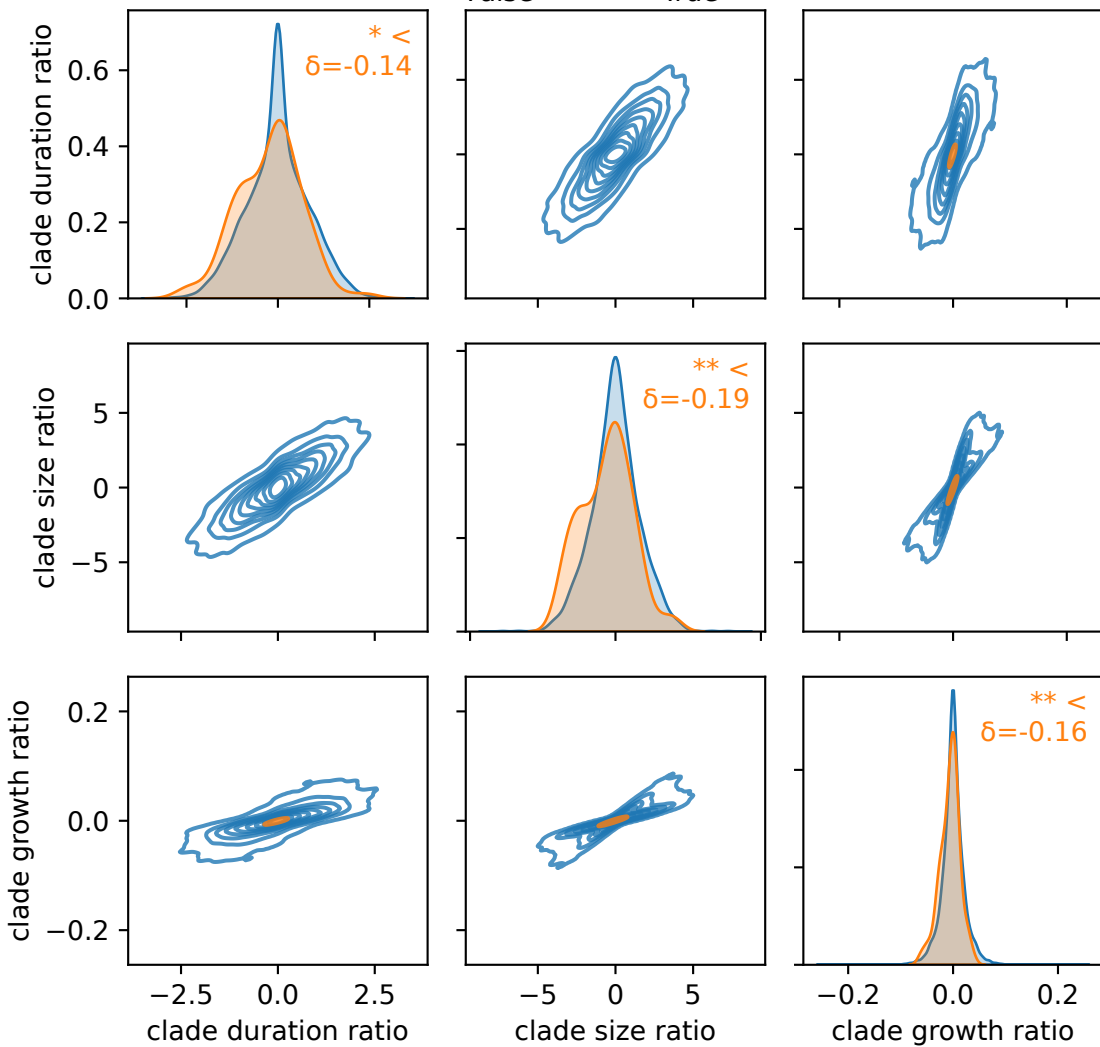 clade duration ratio
0.6
0.4
0.2
0.0
* <
δ=-0.14
clade size ratio
5
0
−5
** <
δ=-0.19
clade growth ratio
0.2
0.0
−0.2
** <
δ=-0.16
−2.5 0.0 2.5
clade duration ratio
−5 0 5
clade size ratio
−0.2 0.0 0.2
clade growth ratio